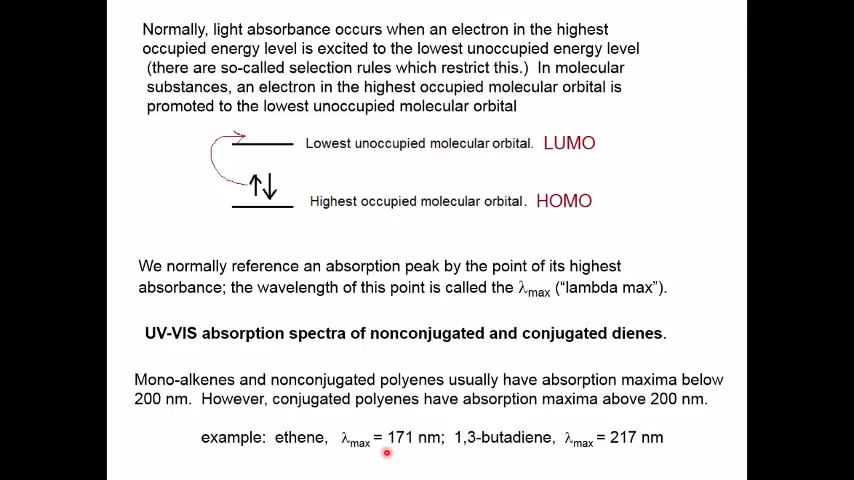 Normally, light absorbance occurs when an electron in the highest
occupied energy level is excited to the lowest unoccupied energy level
(there are so-called selection rules which restrict this.)  In molecular
substances, an electron in the highest occupied molecular orbital is
promoted to the lowest unoccupied molecular orbital
Lowest unoccupied molecular orbital.  LUMO
Highest occupied molecular orbital.  HOMO
We normally reference an absorption peak by the point of its highest
absorbance; the wavelength of this point is called the λmax (“lambda max”).
UV-VIS absorption spectra of nonconjugated and conjugated dienes.
Mono-alkenes and nonconjugated polyenes usually have absorption maxima below
200 nm.  However, conjugated polyenes have absorption maxima above 200 nm.
example:  ethene,  λmax = 171 nm;  1,3-butadiene,  λmax = 217 nm